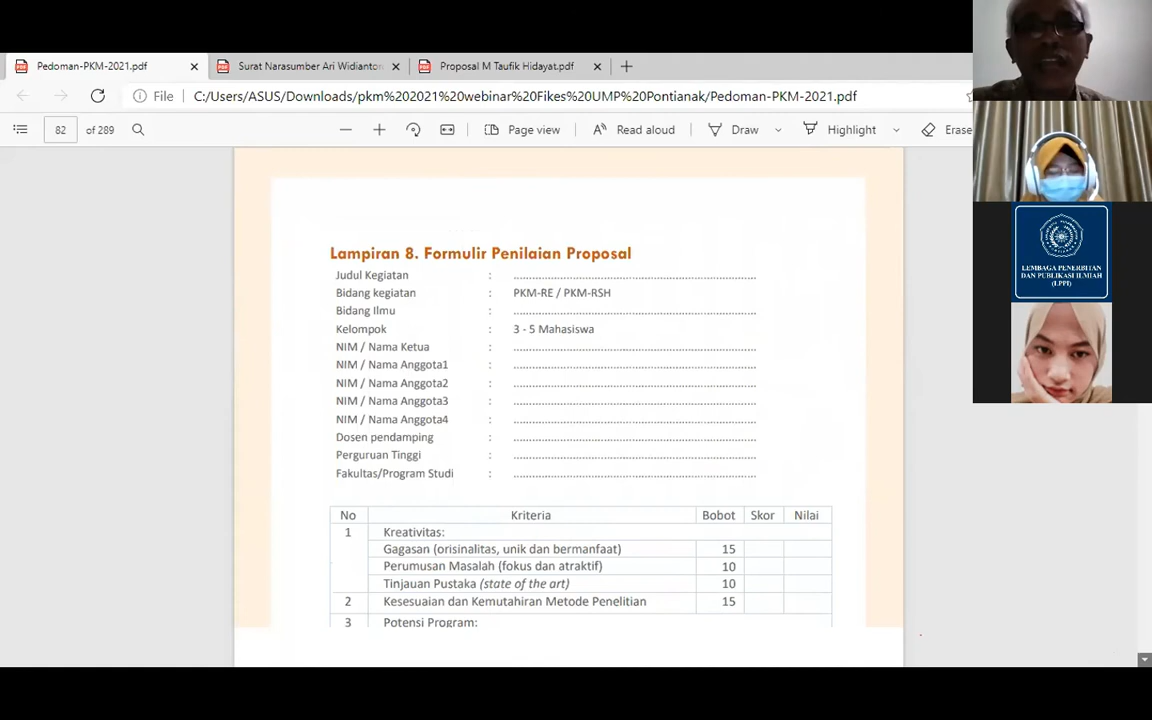 Pedoman-PKM-2021.pdf
Surat Narasumber Ari Widianto
Proposal M Taufik Hidayat.pdf
File C:/Users/ASUS/Downloads/pkm%202021%20webinar%20Fikes%20UMP%20Pontianak/Pedoman-PKM-2021.pdf
82 of 289 Page view Read aloud Draw Highlight Erase
Lampiran 8. Formulir Penilaian Proposal
Judul Kegiatan : ...............................................................................
Bidang kegiatan : PKM-RE / PKM-RSH
Bidang Ilmu : ...............................................................................
Kelompok : 3 - 5 Mahasiswa
NIM / Nama Ketua : ...............................................................................
NIM / Nama Anggota1 : ...............................................................................
NIM / Nama Anggota2 : ...............................................................................
NIM / Nama Anggota3 : ...............................................................................
NIM / Nama Anggota4 : ...............................................................................
Dosen pendamping : ...............................................................................
Perguruan Tinggi : ...............................................................................
Fakultas/Program Studi : ...............................................................................
No Kriteria Bobot Skor Nilai
1 Kreativitas:
Gagasan (orisinalitas, unik dan bermanfaat) 15
Perumusan Masalah (fokus dan atraktif) 10
Tinjauan Pustaka (state of the art) 10
2 Kesesuaian dan Kemutahiran Metode Penelitian 15
3 Potensi Program:
LEMBAGA PENERBITAN
DAN PUBLIKASI ILMIAH
(LPPI)